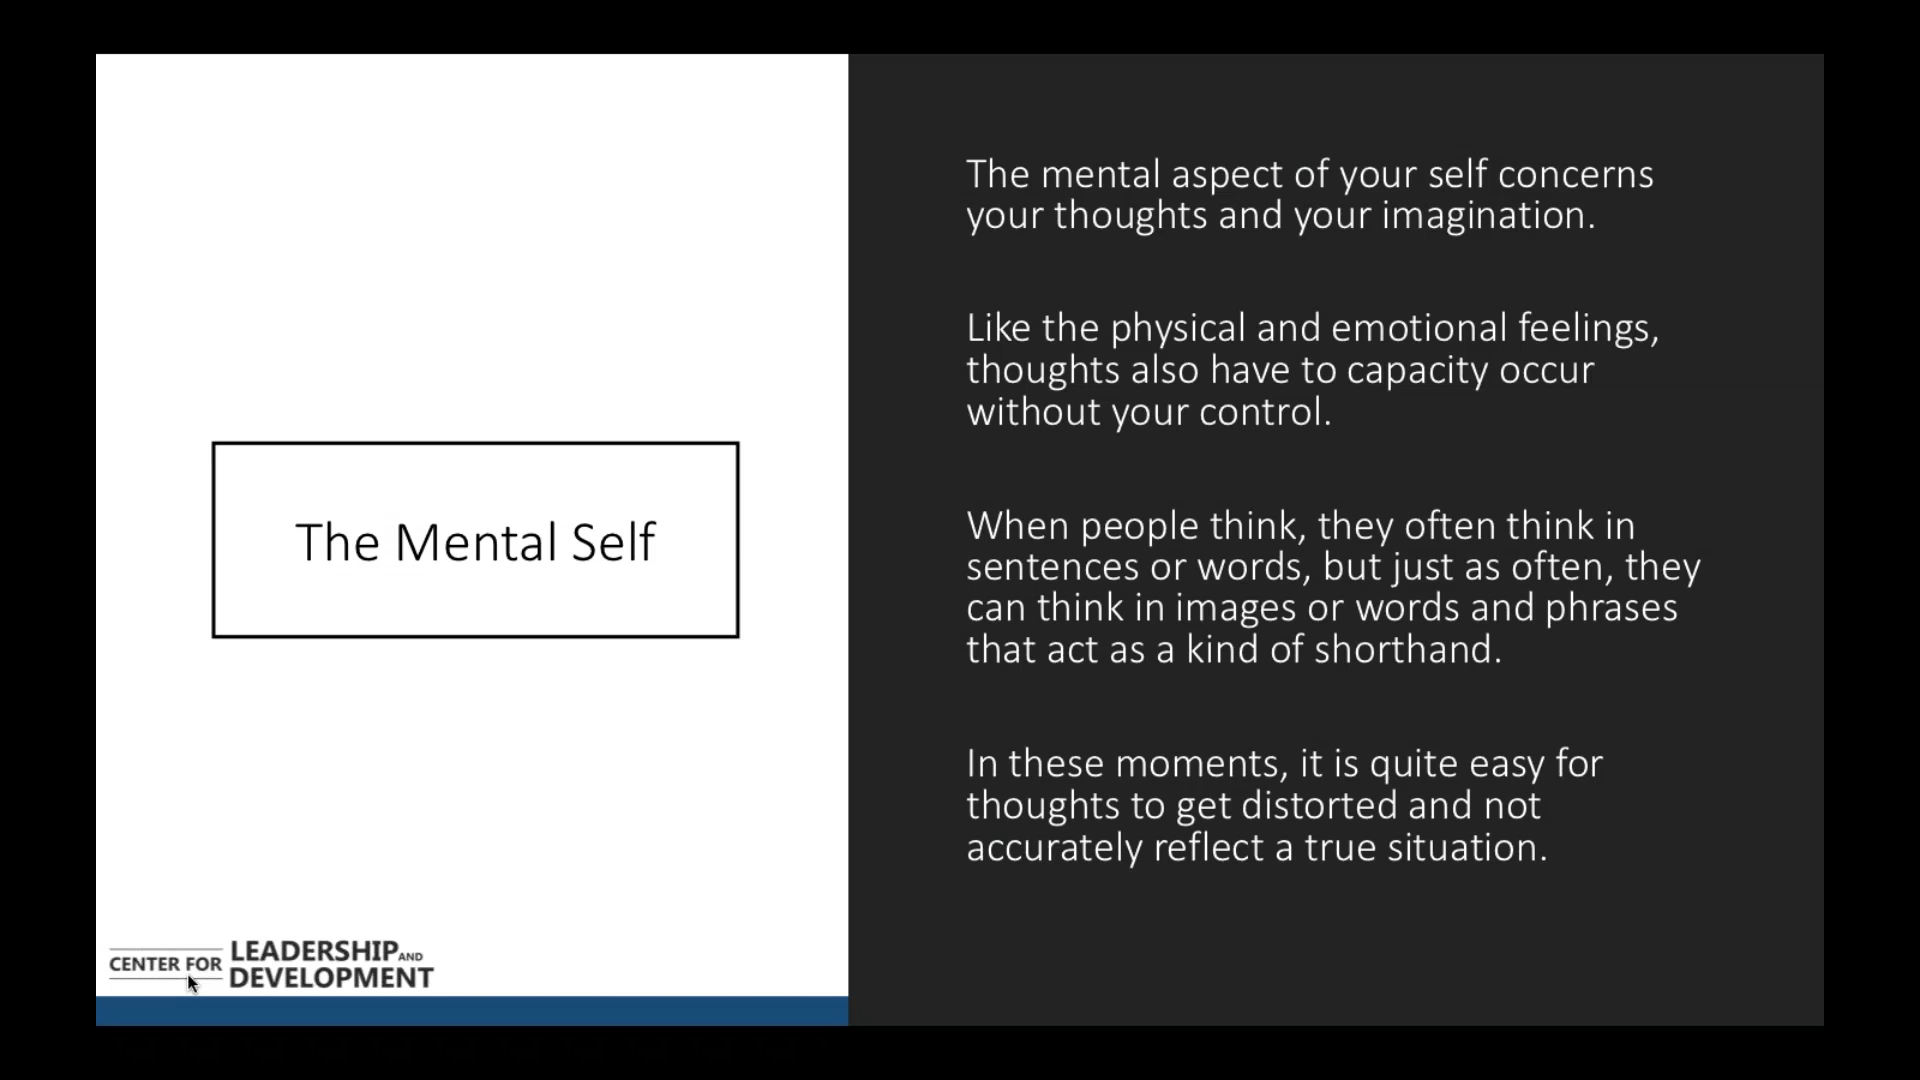 The Mental Self
CENTER FOR
LEADERSHIP AND
DEVELOPMENT
The mental aspect of your self concerns
your thoughts and your imagination.
Like the physical and emotional feelings,
thoughts also have to capacity occur
without your control.
When people think, they often think in
sentences or words, but just as often, they
can think in images or words and phrases
that act as a kind of shorthand.
In these moments, it is quite easy for
thoughts to get distorted and not
accurately reflect a true situation.